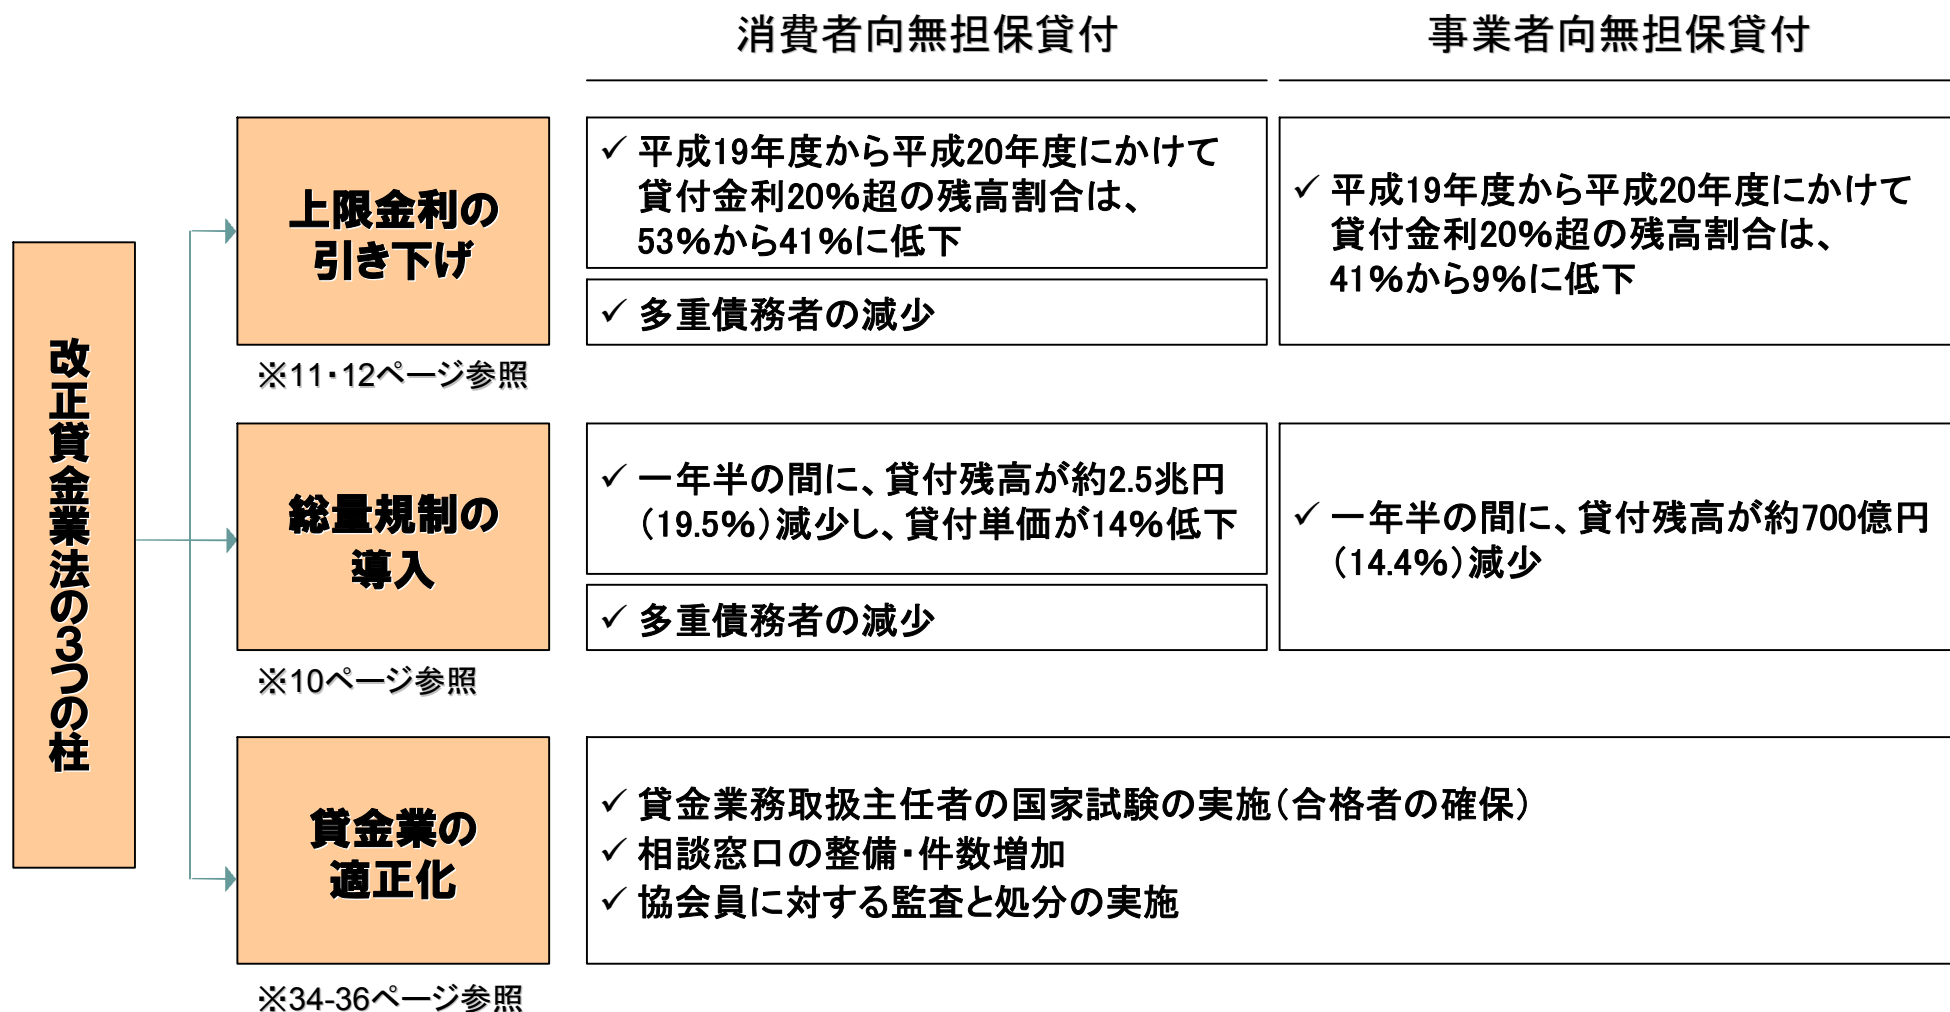 消費者向無担保貸付
事業者向無担保貸付
改正貸金業法の3つの柱
上限金利の
引き下げ
※11・12ページ参照
✓ 平成19年度から平成20年度にかけて
貸付金利20%超の残高割合は、
53%から41%に低下
✓ 多重債務者の減少
✓ 平成19年度から平成20年度にかけて
貸付金利20%超の残高割合は、
41%から9%に低下
総量規制の
導入
※10ページ参照
✓ 一年半の間に、貸付残高が約2.5兆円
(19.5%)減少し、貸付単価が14%低下
✓ 多重債務者の減少
✓ 一年半の間に、貸付残高が約700億円
(14.4%)減少
貸金業の
適正化
※34-36ページ参照
✓ 貸金業務取扱主任者の国家試験の実施(合格者の確保)
✓ 相談窓口の整備・件数増加
✓ 協会員に対する監査と処分の実施